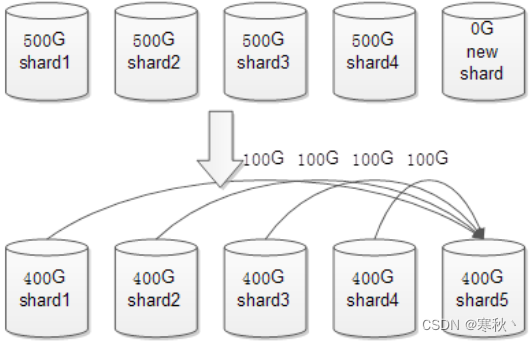 500G
shard1
500G
shard2
500G
shard3
500G
shard4
0G
new
shard
100G 100G 100G 100G
400G
shard1
400G
shard2
400G
shard3
400G
shard4
400G
shard5
CSDN @寒秋丶